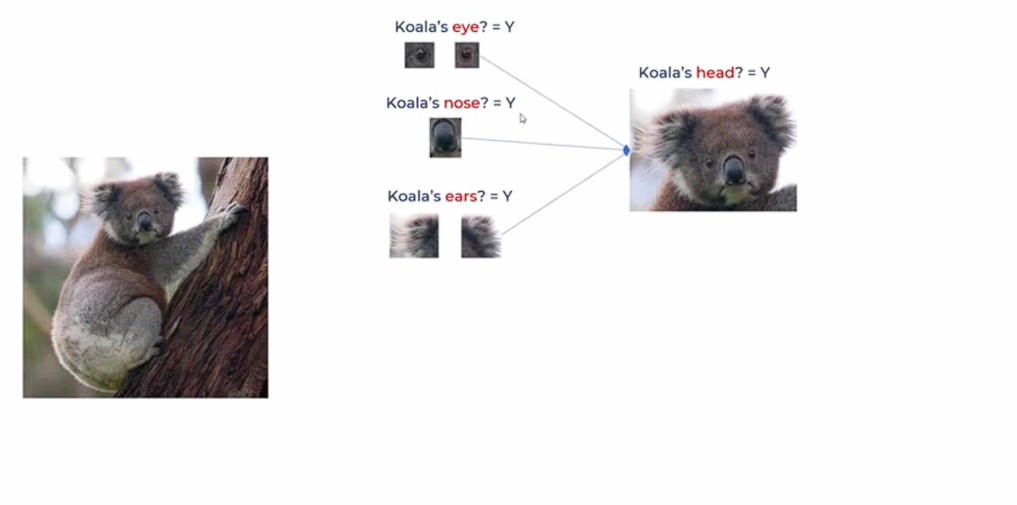 Koala's eye? = Y
Koala's nose? = Y
Koala's head? = Y
Koala's ears? = Y